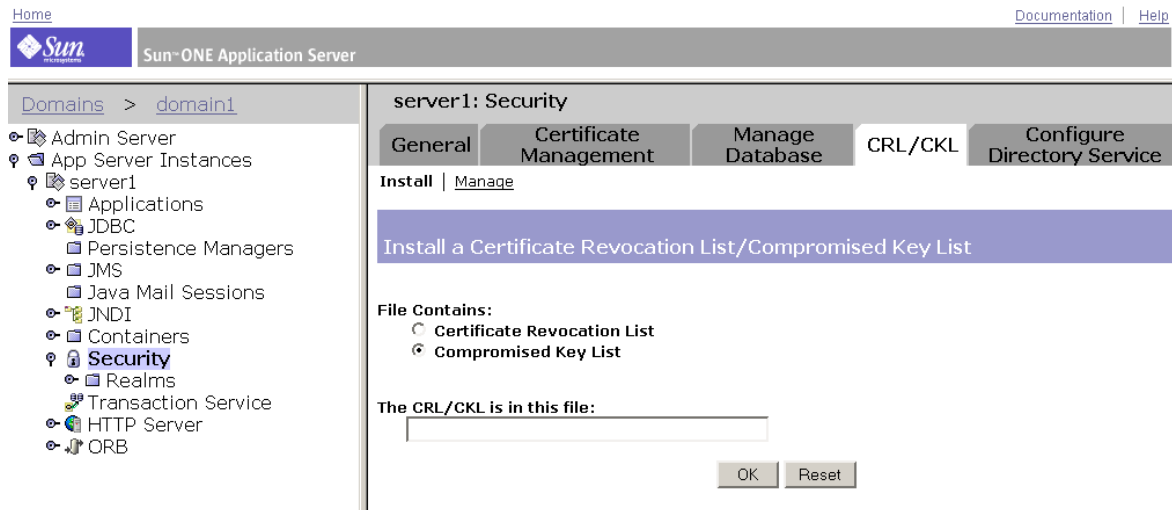 Home
Documentation | Help
Sun
microsystems
Sun™ ONE Application Server
Domains > domain1
Admin Server
App Server Instances
server1
Applications
JDBC
Persistence Managers
JMS
Java Mail Sessions
JNDI
Containers
Security
Realms
Transaction Service
HTTP Server
ORB
server1: Security
General
Certificate
Management
Manage
Database
CRL/CKL
Configure
Directory Service
Install | Manage
Install a Certificate Revocation List/Compromised Key List
File Contains:
Certificate Revocation List
Compromised Key List
The CRL/CKL is in this file:
OK
Reset